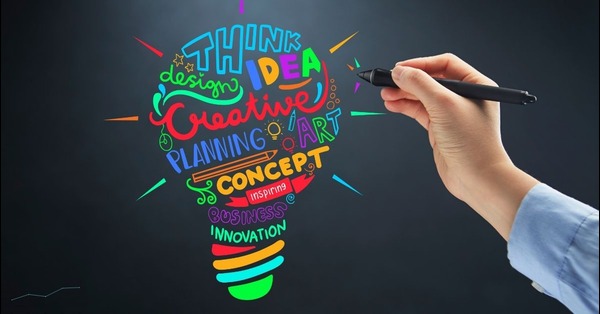 THINK
IDEA
design
Creative
ART
PLANNING
CONCEPT
inspiring
BUSINESS
INNOVATION